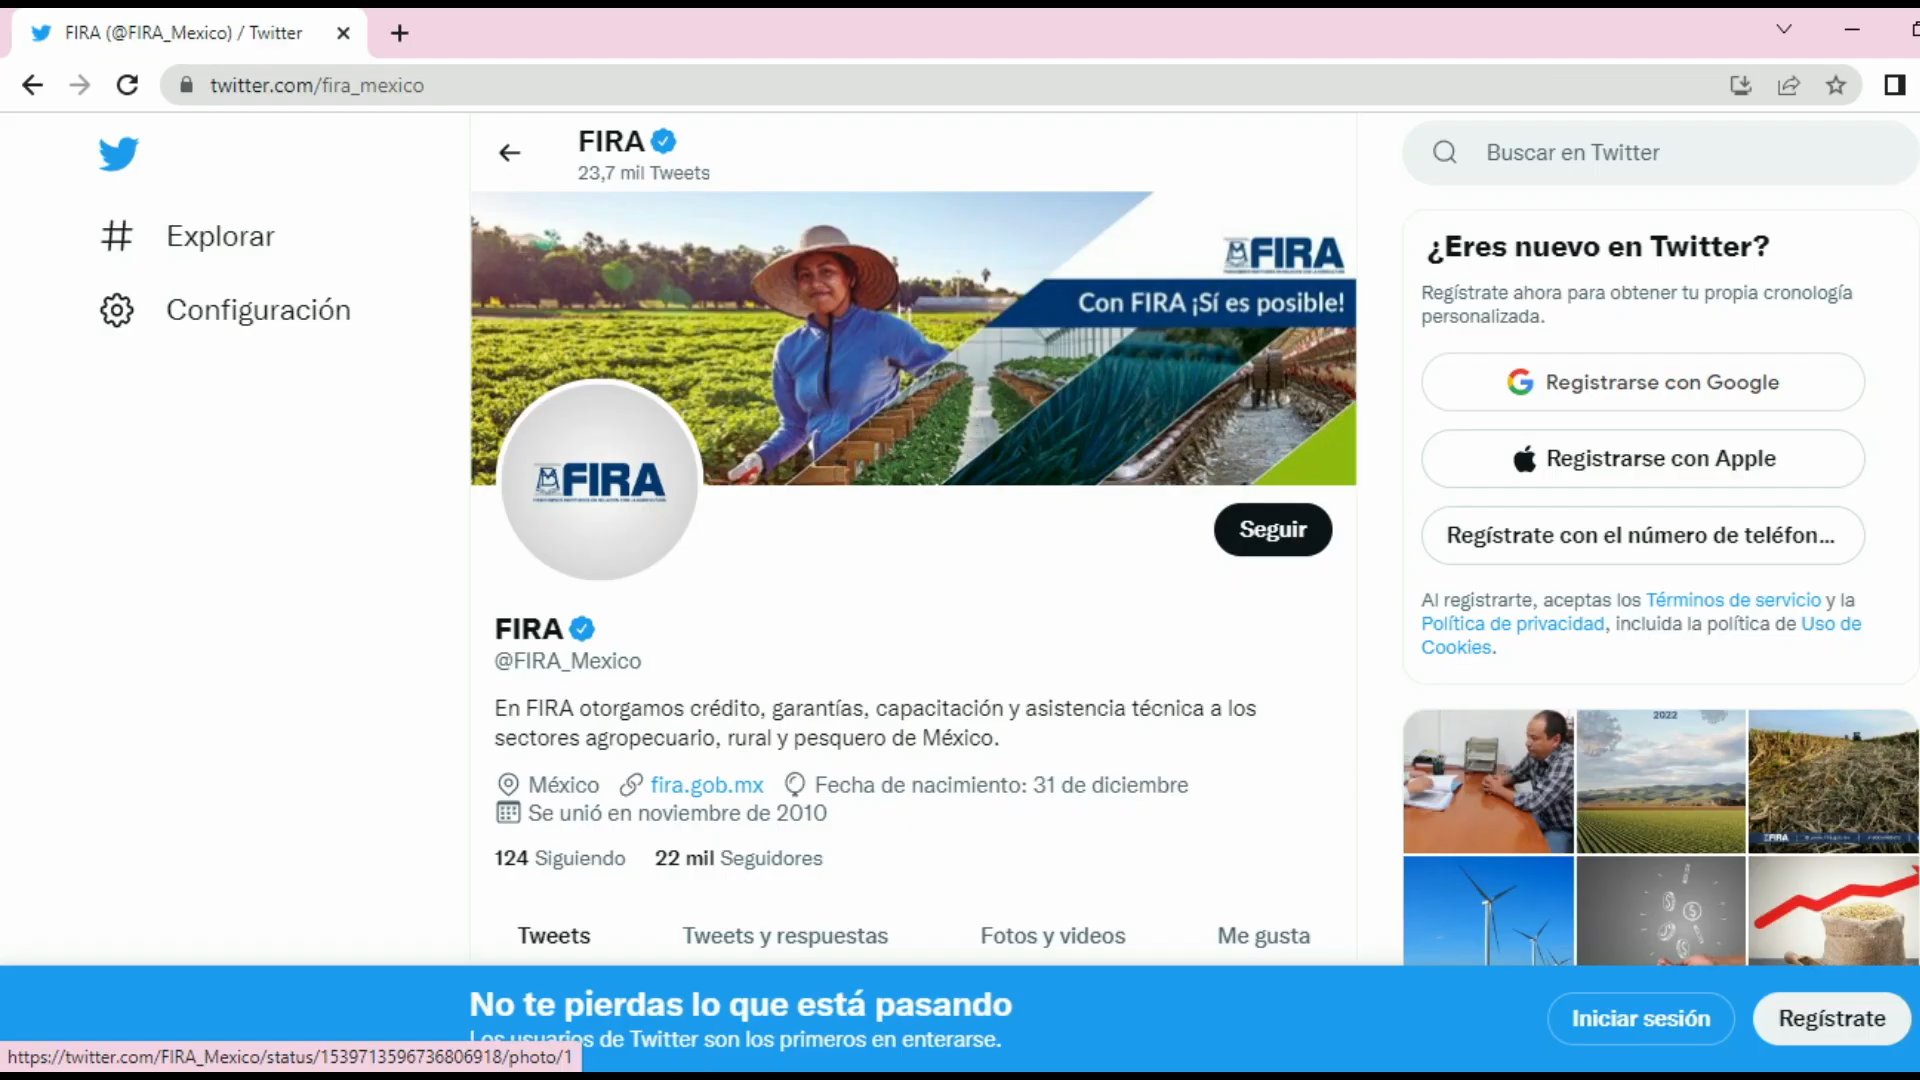 FIRA (@FIRA_Mexico) / Twitter
twitter.com/fira_mexico
Explorar
Configuración
FIRA
23,7 mil Tweets
FIRA
Con FIRA ¡Sí es posible!
FIRA
Seguir
FIRA
@FIRA_Mexico
En FIRA otorgamos crédito, garantías, capacitación y asistencia técnica a los
sectores agropecuario, rural y pesquero de México.
México fira.gob.mx Fecha de nacimiento: 31 de diciembre
Se unió en noviembre de 2010
124 Siguiendo 22 mil Seguidores
Tweets Tweets y respuestas Fotos y videos Me gusta
Buscar en Twitter
¿Eres nuevo en Twitter?
Regístrate ahora para obtener tu propia cronología
personalizada.
Registrarse con Google
Registrarse con Apple
Regístrate con el número de teléfon...
Al registrarte, aceptas los Términos de servicio y la
Política de privacidad, incluida la política de Uso de
Cookies.
2022
FIRA
No te pierdas lo que está pasando
Los usuarios de Twitter son los primeros en enterarse.
Iniciar sesión
Regístrate
https://twitter.com/FIRA_Mexico/status/1539713596736806918/photo/1